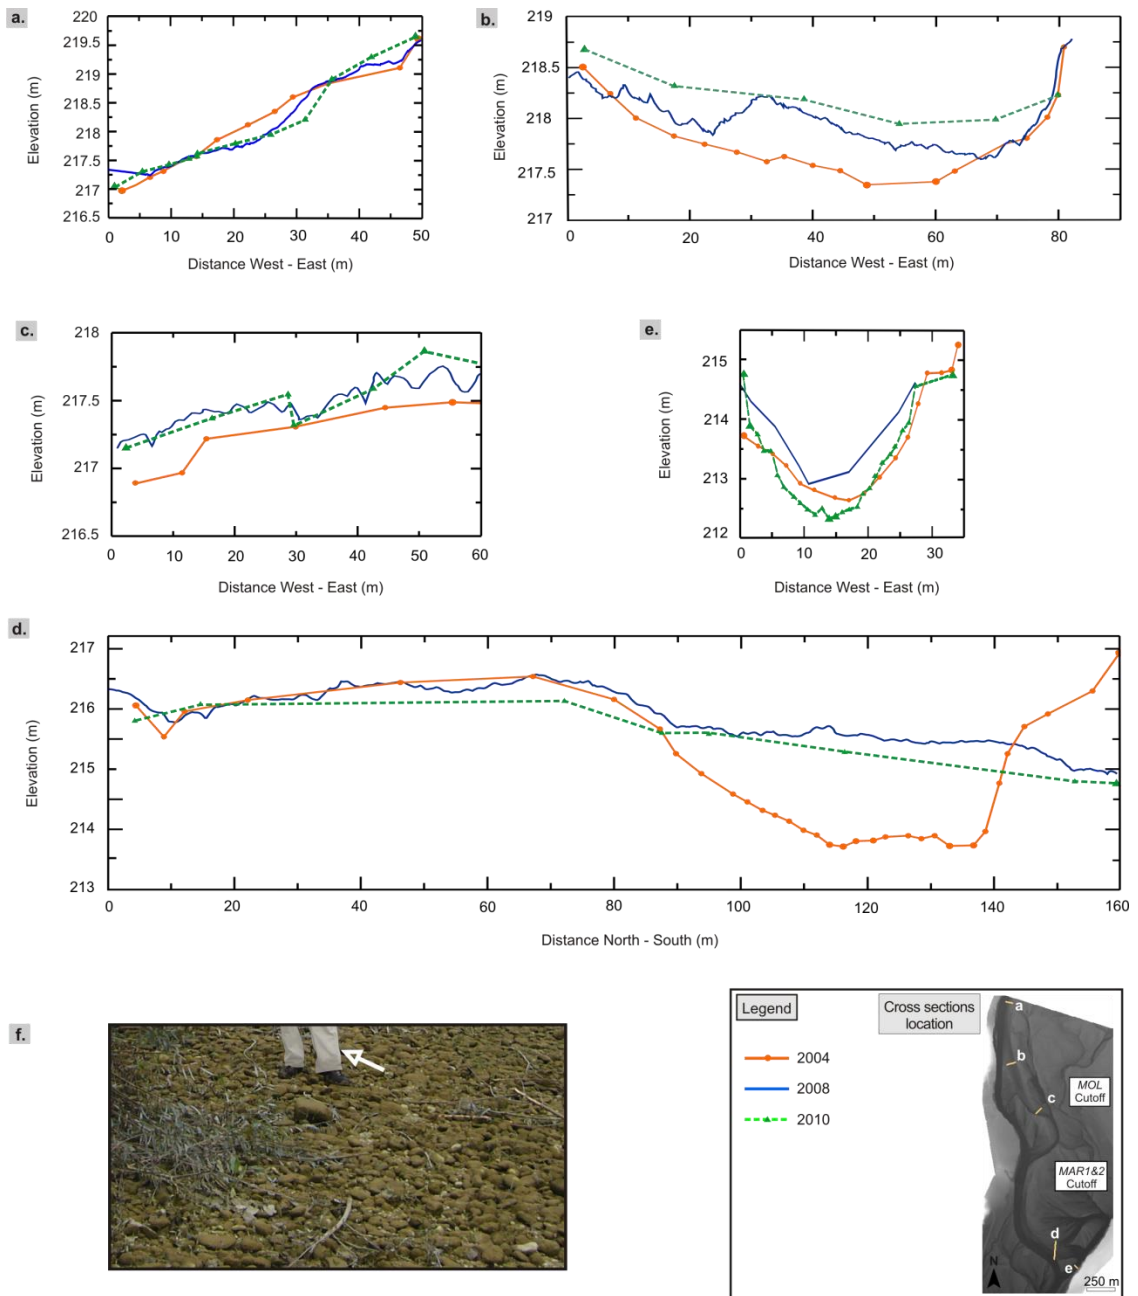 a.
220
219.5
219
218.5
218
217.5
217
216.5
0 10 20 30 40 50
Elevation (m)
Distance West - East (m)
b.
219
218.5
218
217.5
217
0 20 40 60 80
Elevation (m)
Distance West - East (m)
c.
218
217.5
217
216.5
0 10 20 30 40 50 60
Elevation (m)
Distance West - East (m)
e.
215
214
213
212
0 10 20 30
Elevation (m)
Distance West - East (m)
d.
217
216
215
214
213
0 20 40 60 80 100 120 140 160
Elevation (m)
Distance North - South (m)
f.
Legend
2004
2008
2010
Cross sections
location
a
b
MOL
Cutoff
c
MAR1&2
Cutoff
d
e
N
250 m